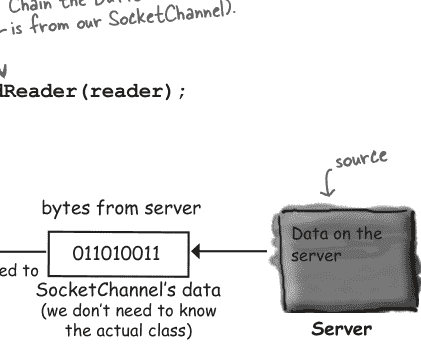 Chain the
is from our SocketChannel).
dReader(reader);
source
bytes from server
Data on the
server
011010011
ed to
SocketChannel's data
(we don't need to know
the actual class)
Server